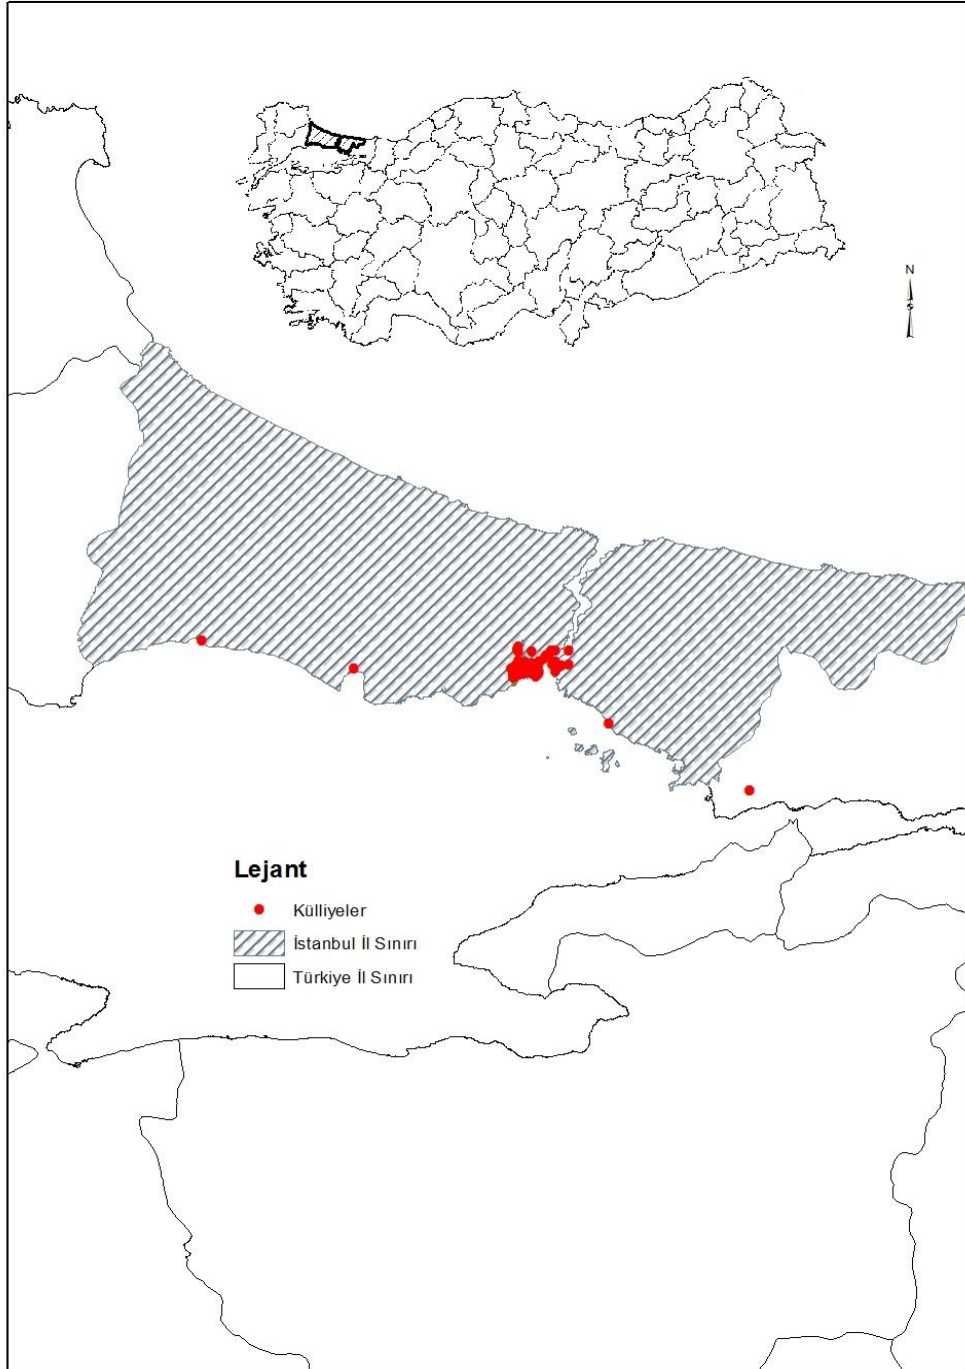 N
Lejant
Külliyeler
İstanbul İl Sınırı
Türkiye İl Sınırı